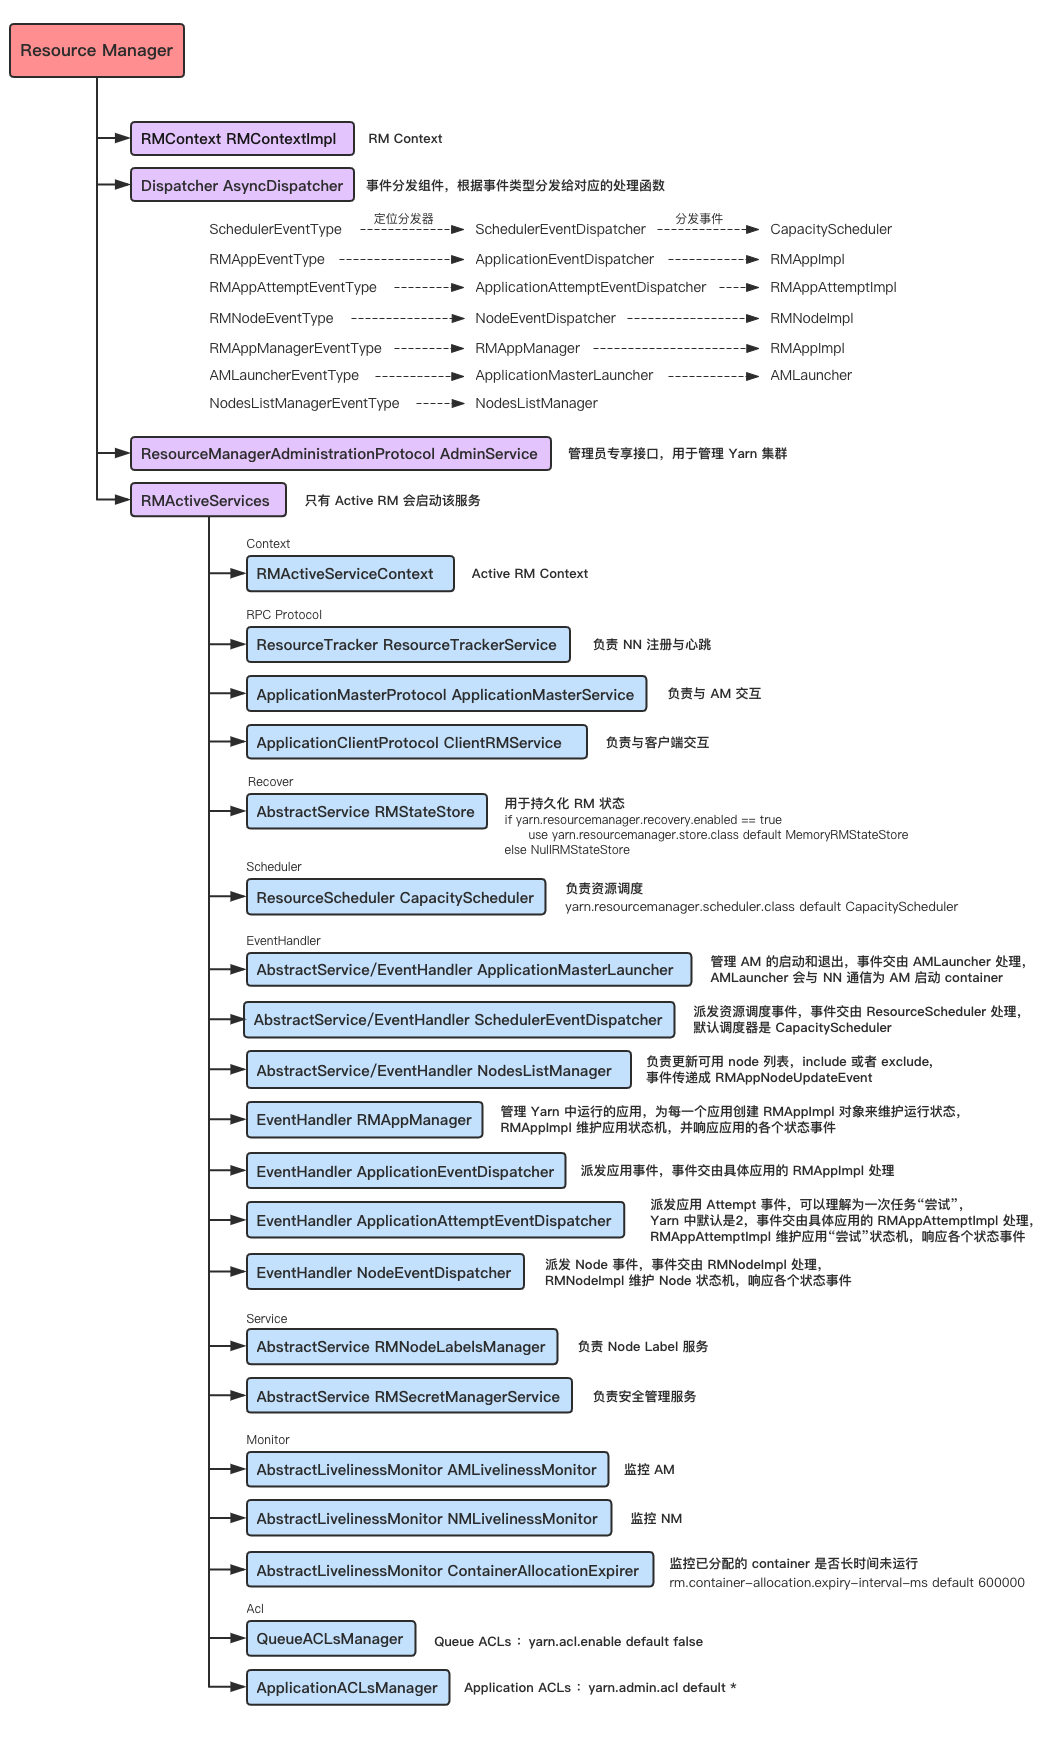 Resource Manager
RMContext RMContextImpl
RM Context
Dispatcher AsyncDispatcher
事件分发组件，根据事件类型分发给对应的处理函数
SchedulerEventType 定位分发器 SchedulerEventDispatcher 分发事件 CapacityScheduler
RMAppEventType ApplicationEventDispatcher RMAppImpl
RMAppAttemptEventType ApplicationAttemptEventDispatcher RMAppAttemptImpl
RMNodeEventType NodeEventDispatcher RMNodeImpl
RMAppManagerEventType RMAppManager RMAppImpl
AMLauncherEventType ApplicationMasterLauncher AMLauncher
NodesListManagerEventType NodesListManager
ResourceManagerAdministrationProtocol AdminService
管理员专享接口，用于管理 Yarn 集群
RMActiveServices
只有 Active RM 会启动该服务
Context
RMActiveServiceContext
Active RM Context
RPC Protocol
ResourceTracker ResourceTrackerService
负责 NN 注册与心跳
ApplicationMasterProtocol ApplicationMasterService
负责与 AM 交互
ApplicationClientProtocol ClientRMService
负责与客户端交互
Recover
AbstractService RMStateStore
用于持久化 RM 状态
if yarn.resourcemanager.recovery.enabled == true
use yarn.resourcemanager.store.class default MemoryRMStateStore
else NullRMStateStore
Scheduler
ResourceScheduler CapacityScheduler
负责资源调度
yarn.resourcemanager.scheduler.class default CapacityScheduler
EventHandler
AbstractService/EventHandler ApplicationMasterLauncher
管理 AM 的启动和退出，事件交由 AMLauncher 处理，
AMLauncher 会与 NN 通信为 AM 启动 container
AbstractService/EventHandler SchedulerEventDispatcher
派发资源调度事件，事件交由 ResourceScheduler 处理，
默认调度器是 CapacityScheduler
AbstractService/EventHandler NodesListManager
负责更新可用 node 列表，include 或者 exclude,
事件传递成 RMAppNodeUpdateEvent
EventHandler RMAppManager
管理 Yarn 中运行的应用，为每一个应用创建 RMAppImpl 对象来维护运行状态，
RMAppImpl 维护应用状态机，并响应应用的各个状态事件
EventHandler ApplicationEventDispatcher
派发应用事件，事件交由具体应用的 RMAppImpl 处理
EventHandler ApplicationAttemptEventDispatcher
派发应用 Attempt 事件，可以理解为一次任务“尝试”，
Yarn 中默认是2，事件交由具体应用的 RMAppAttemptImpl 处理，
RMAppAttemptImpl 维护应用“尝试”状态机，响应各个状态事件
EventHandler NodeEventDispatcher
派发 Node 事件，事件交由 RMNodeImpl 处理，
RMNodeImpl 维护 Node 状态机，响应各个状态事件
Service
AbstractService RMNodeLabelsManager
负责 Node Label 服务
AbstractService RMSecretManagerService
负责安全管理服务
Monitor
AbstractLivelinessMonitor AMLivelinessMonitor
监控 AM
AbstractLivelinessMonitor NMLivelinessMonitor
监控 NM
AbstractLivelinessMonitor ContainerAllocationExpirer
监控已分配的 container 是否长时间未运行
rm.container-allocation.expiry-interval-ms default 600000
Acl
QueueACLsManager
Queue ACLs： yarn.acl.enable default false
ApplicationACLsManager
Application ACLs： yarn.admin.acl default *